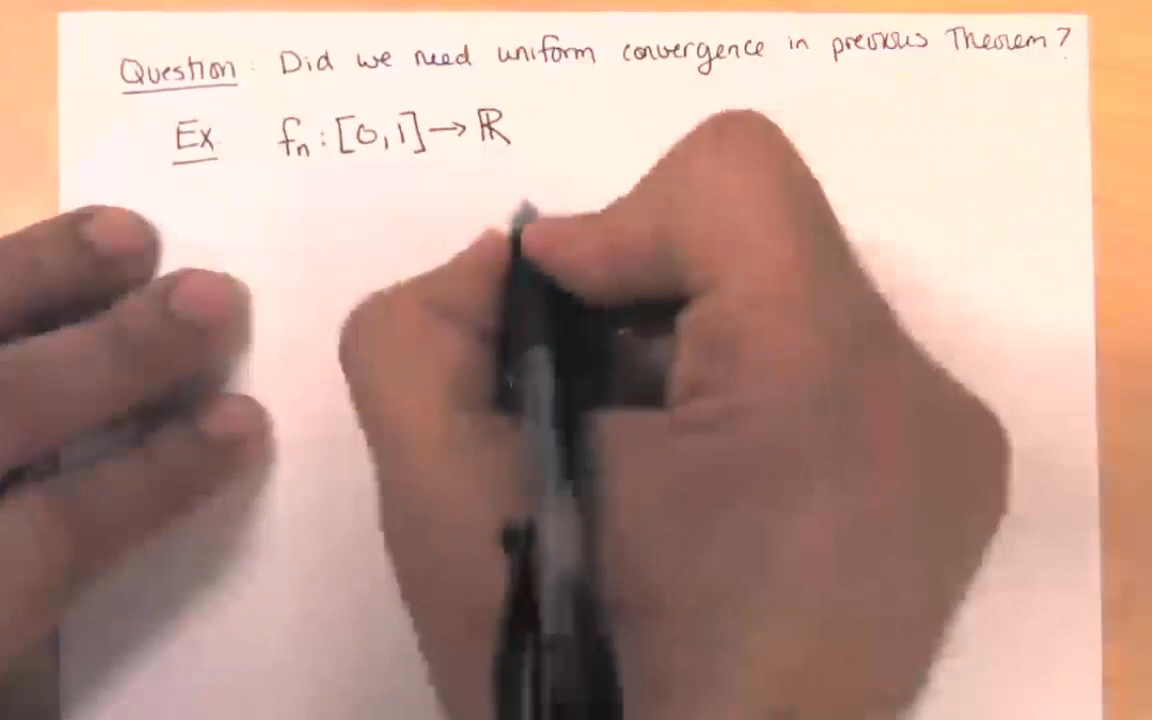 Question: Did we need uniform convergence in previous Theorem?
Ex. fₙ : [0,1] → ℝ